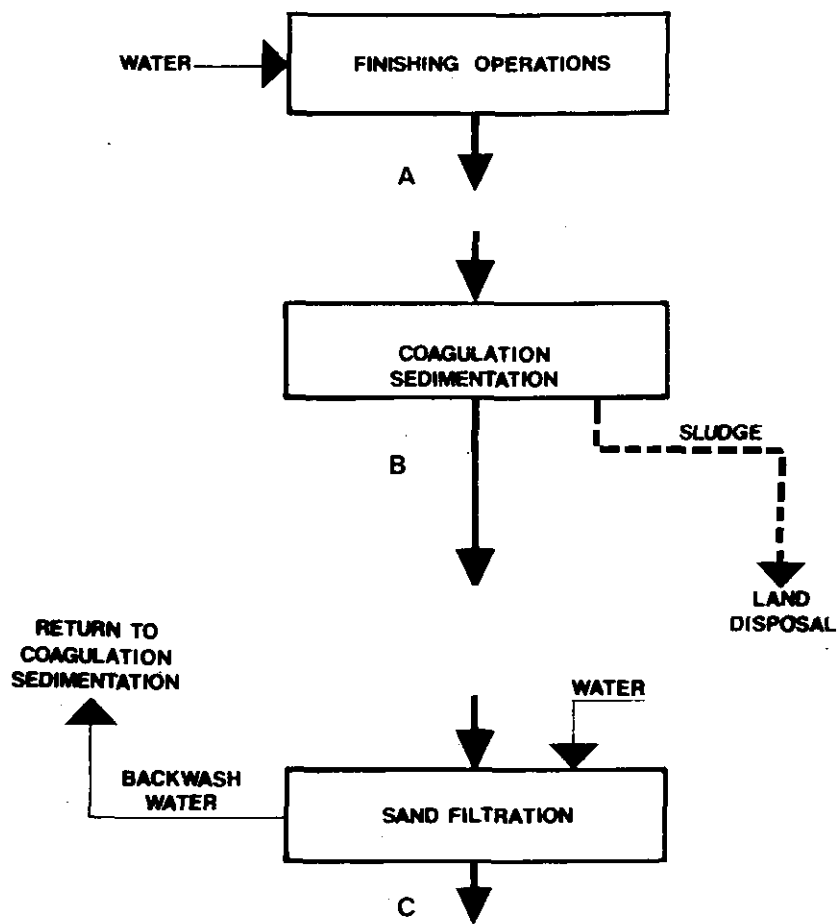 WATER
FINISHING OPERATIONS
A
COAGULATION
SEDIMENTATION
SLUDGE
B
LAND
DISPOSAL
RETURN TO
COAGULATION
SEDIMENTATION
WATER
BACKWASH
WATER
SAND FILTRATION
C